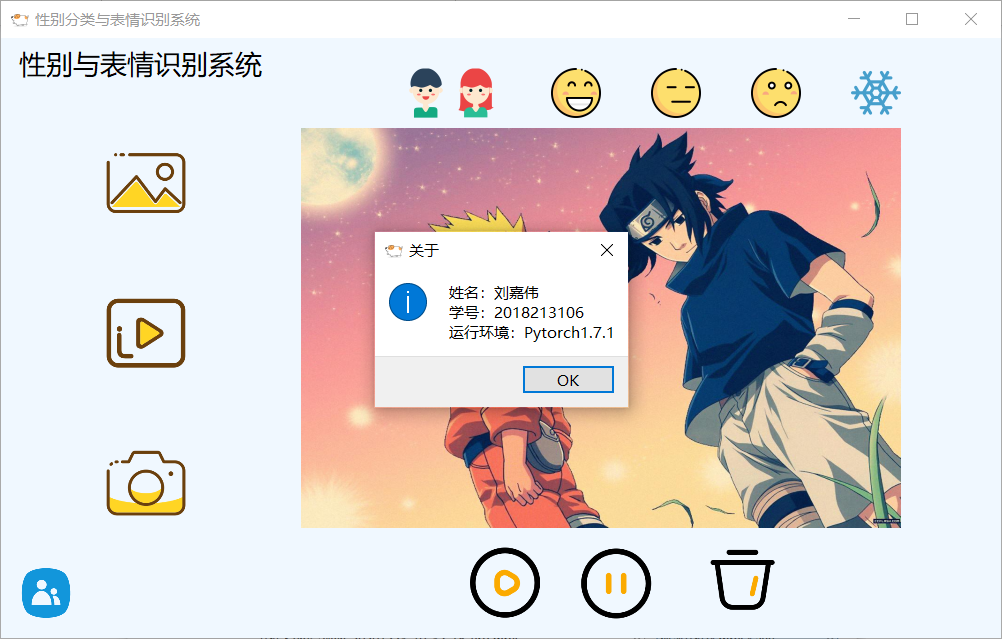 性别分类与表情识别系统
性别与表情识别系统
关于
姓名：刘嘉伟
学号：2018213106
运行环境：Pytorch1.7.1
OK